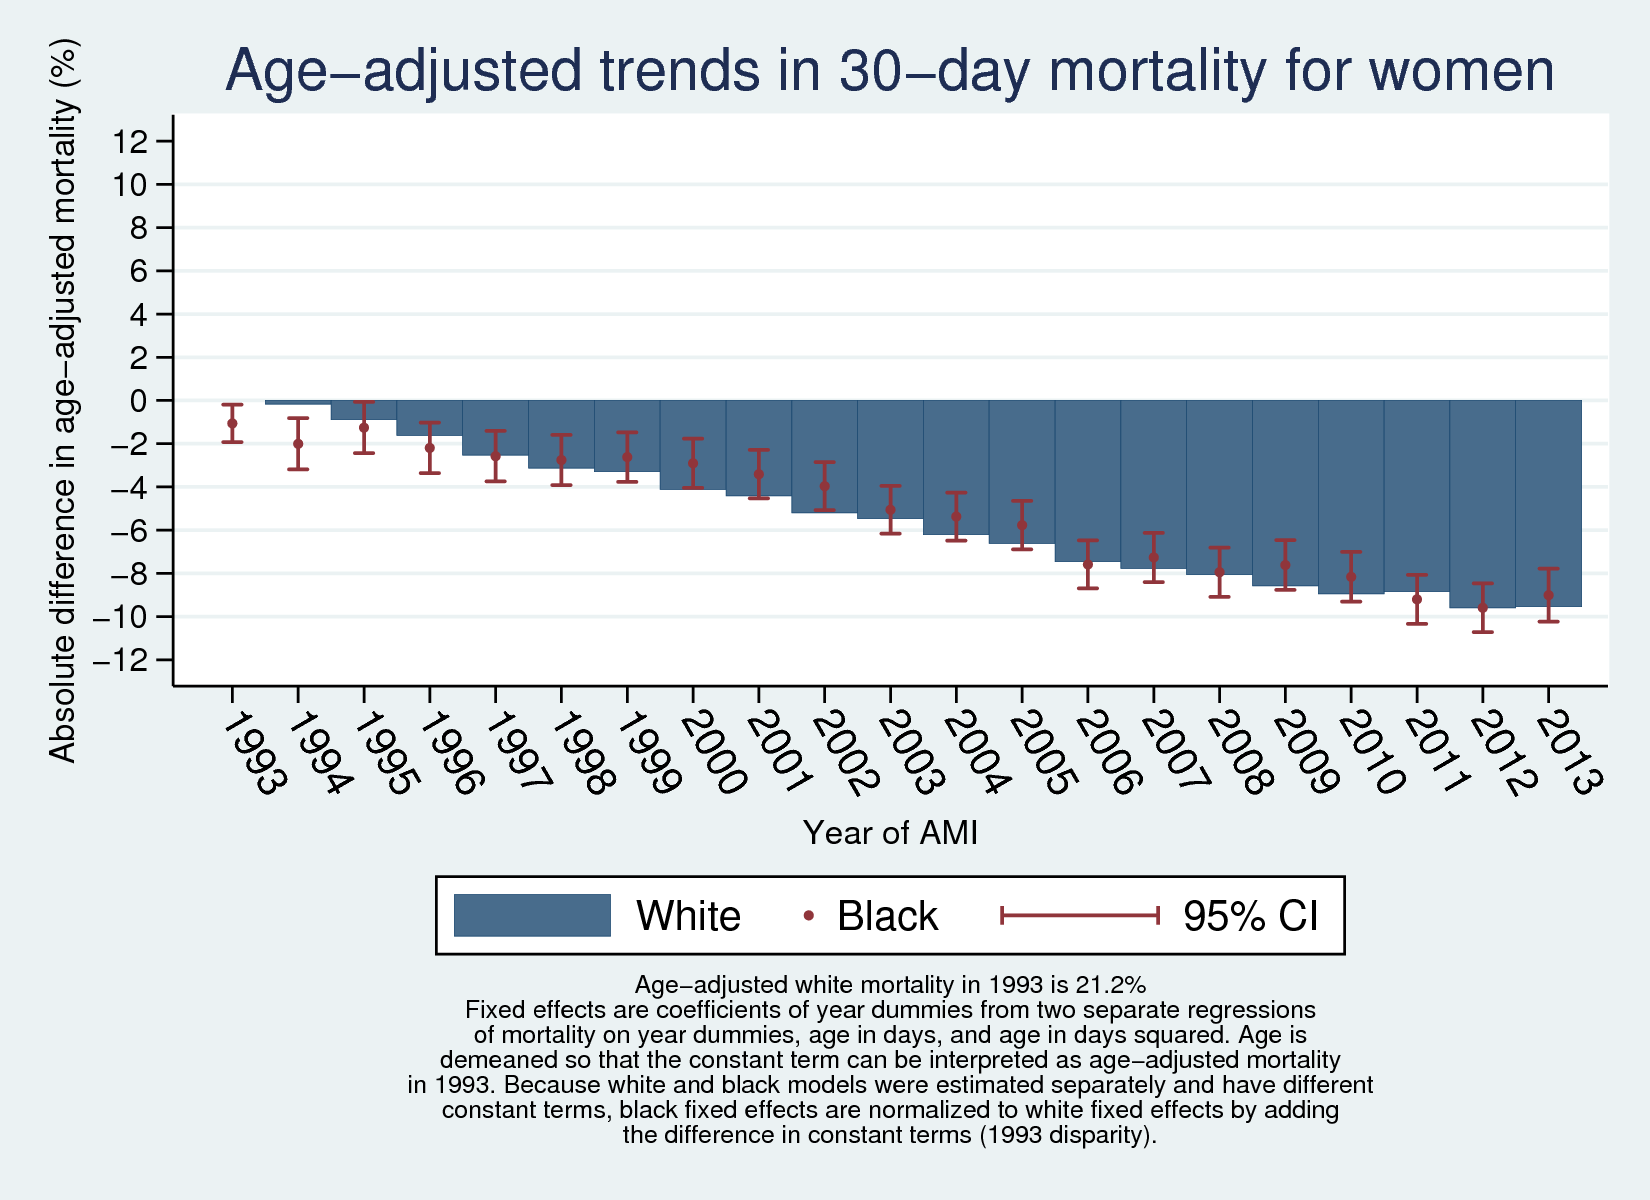 Age−adjusted trends in 30−day mortality for women
Absolute difference in age−adjusted mortality (%)
12
10
8
6
4
2
0
−2
−4
−6
−8
−10
−12
1993
1994
1995
1996
1997
1998
1999
2000
2001
2002
2003
2004
2005
2006
2007
2008
2009
2010
2011
2012
2013
Year of AMI
White
Black
95% CI
Age−adjusted white mortality in 1993 is 21.2%
Fixed effects are coefficients of year dummies from two separate regressions
of mortality on year dummies, age in days, and age in days squared. Age is
demeaned so that the constant term can be interpreted as age−adjusted mortality
in 1993. Because white and black models were estimated separately and have different
constant terms, black fixed effects are normalized to white fixed effects by adding
the difference in constant terms (1993 disparity).